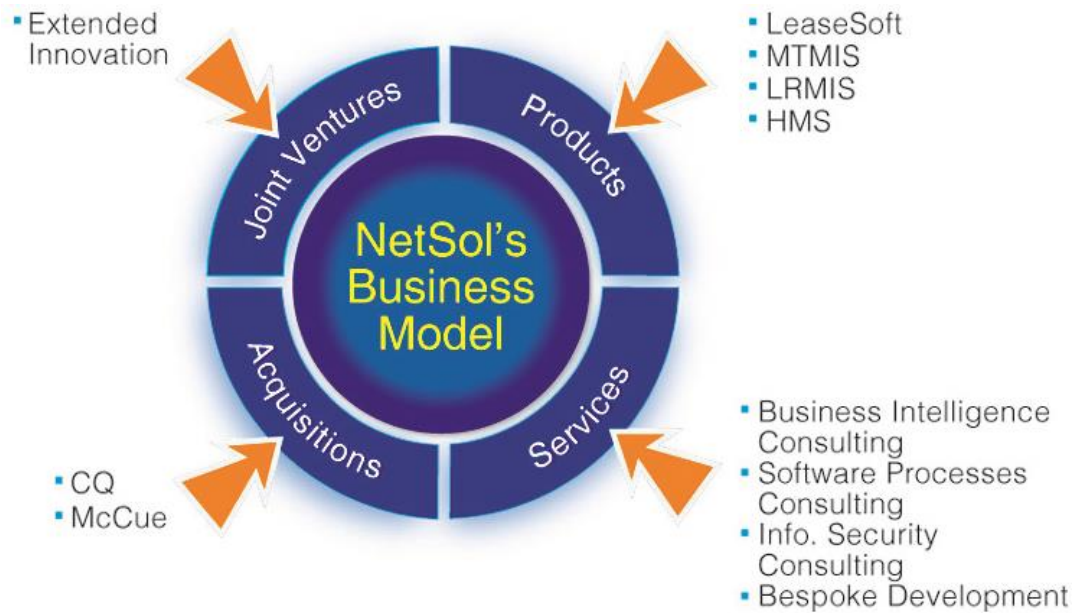 ▪ Extended
Innovation
▪ LeaseSoft
▪ MTMIS
▪ LRMIS
▪ HMS
Joint Ventures
Products
NetSol's
Business
Model
Acquisitions
Services
▪ CQ
▪ McCue
▪ Business Intelligence
Consulting
▪ Software Processes
Consulting
▪ Info. Security
Consulting
▪ Bespoke Development